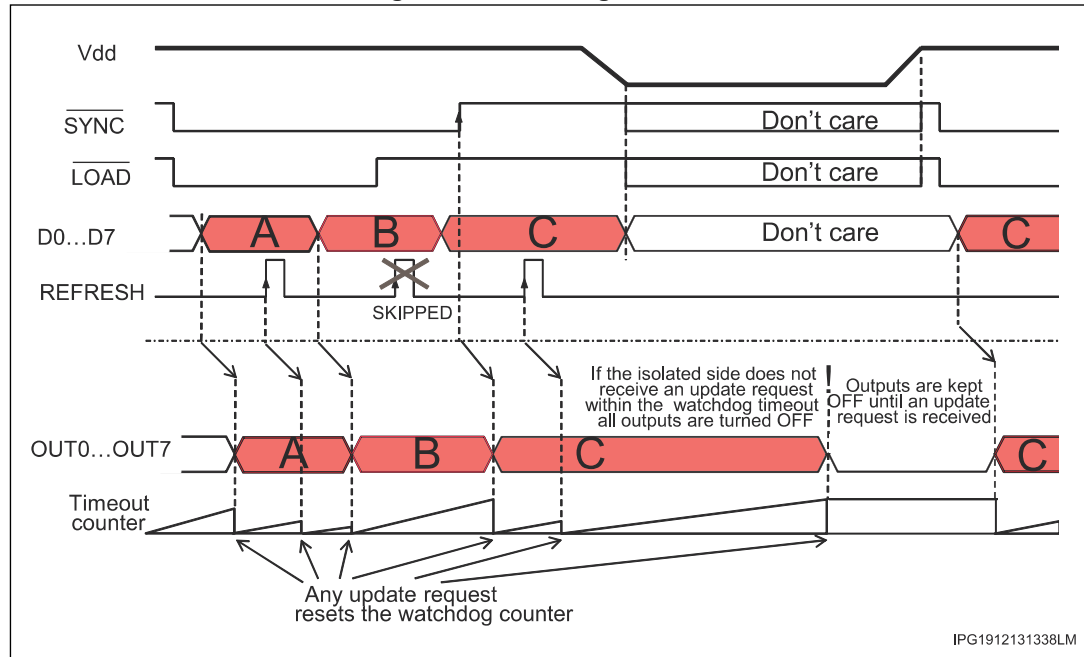 Vdd
SYNC
Don't care
LOAD
Don't care
D0...D7
A
B
C
Don't care
C
REFRESH
SKIPPED
If the isolated side does not
receive an update request
within the watchdog timeout
all outputs are turned OFF
!
Outputs are kept
OFF until an update
request is received
OUT0...OUT7
A
B
C
C
Timeout
counter
Any update request
resets the watchdog counter
IPG1912131338LM